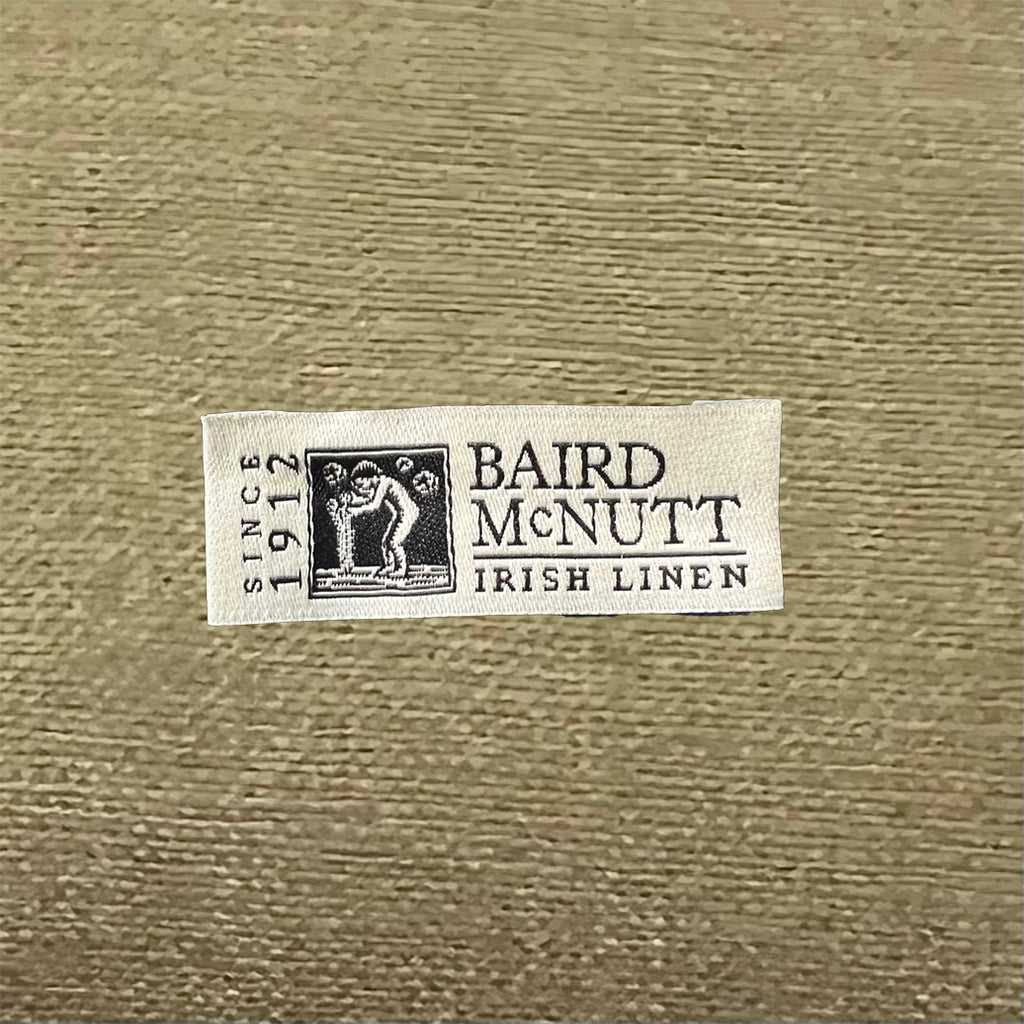 SINCE
1912
BAIRD
McNUTT
IRISH LINEN